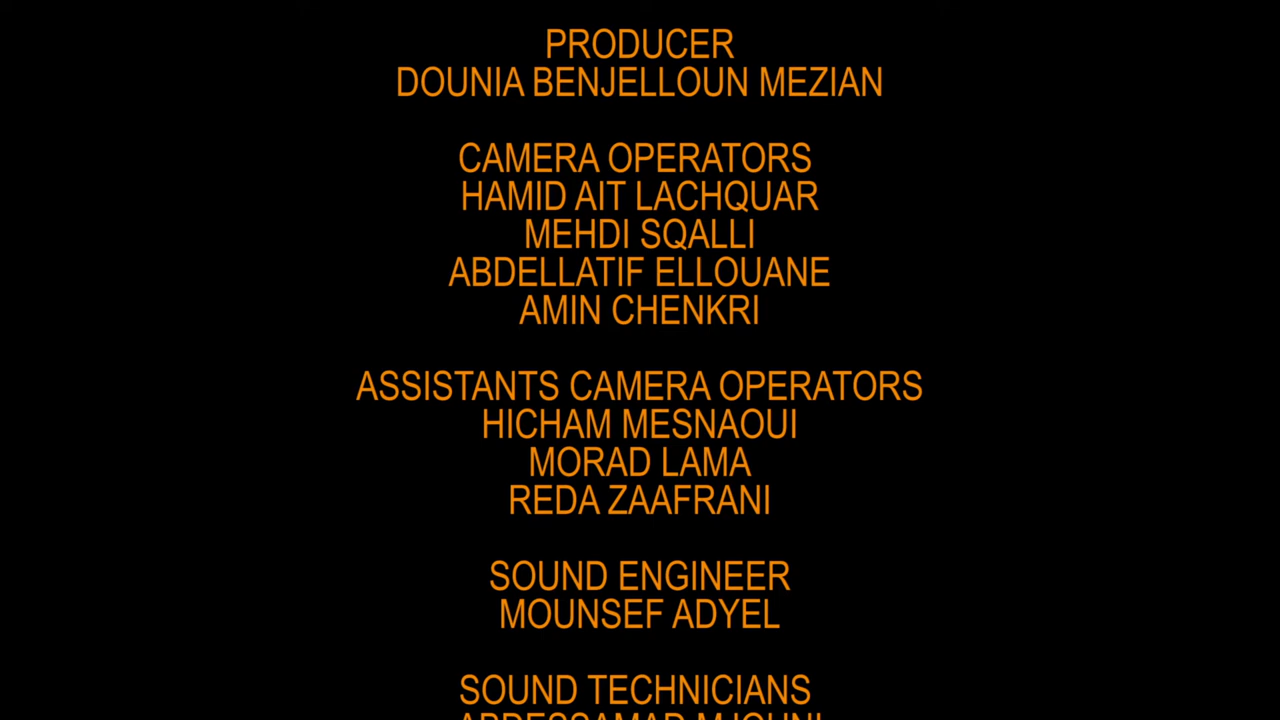 PRODUCER
DOUNIA BENJELLOUN MEZIAN
CAMERA OPERATORS
HAMID AIT LACHQUAR
MEHDI SQALLI
ABDELLATIF ELLOUANE
AMIN CHENKRI
ASSISTANTS CAMERA OPERATORS
HICHAM MESNAOUI
MORAD LAMA
REDA ZAAFRANI
SOUND ENGINEER
MOUNSEF ADYEL
SOUND TECHNICIANS